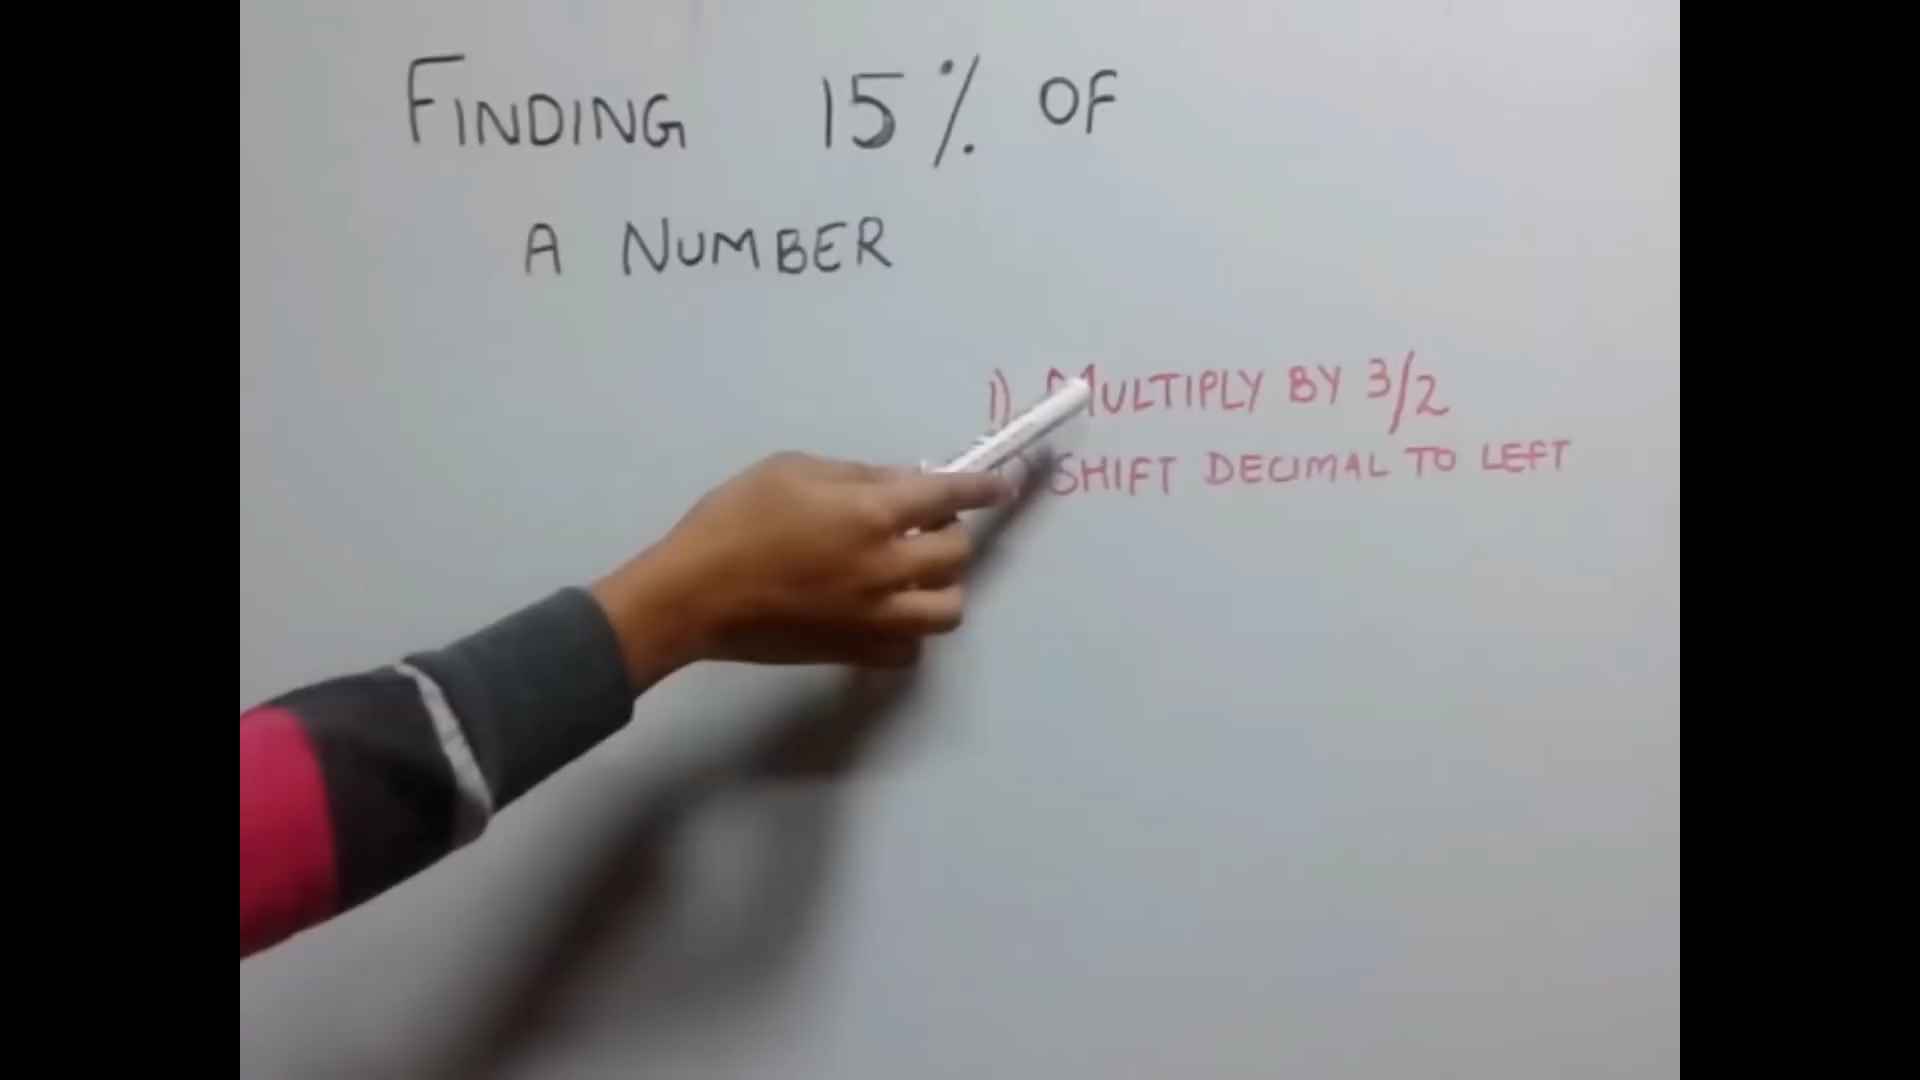 FINDING 15% OF
A NUMBER
1) MULTIPLY BY 3/2
SHIFT DECIMAL TO LEFT